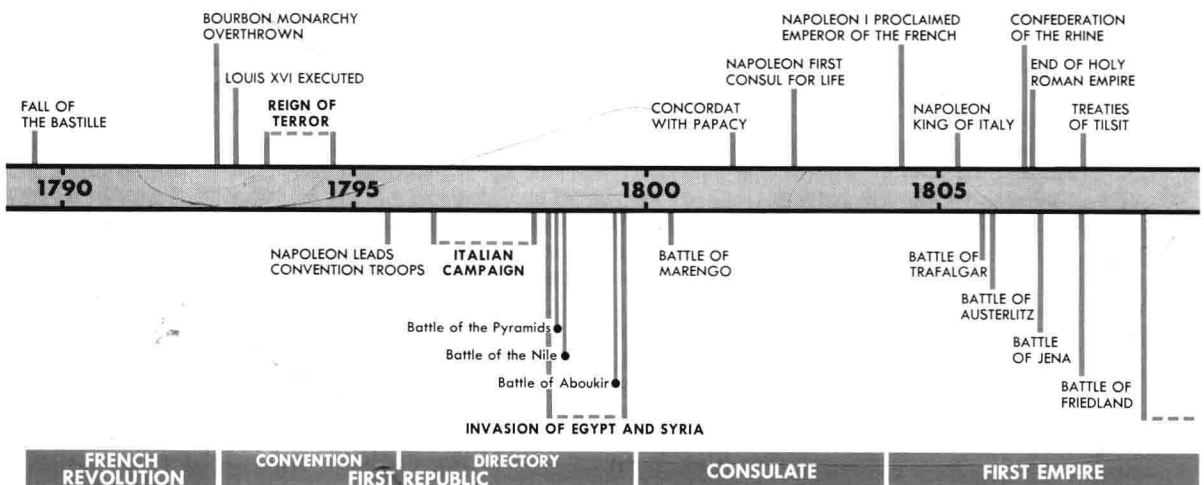 BOURBON MONARCHY
OVERTHROWN
NAPOLEON I PROCLAIMED
EMPEROR OF THE FRENCH
CONFEDERATION
OF THE RHINE
LOUIS XVI EXECUTED
NAPOLEON FIRST
CONSUL FOR LIFE
END OF HOLY
ROMAN EMPIRE
FALL OF
THE BASTILLE
REIGN OF
TERROR
CONCORDAT
WITH PAPACY
NAPOLEON
KING OF ITALY
TREATIES
OF TILSIT
1790
1795
1800
1805
NAPOLEON LEADS
CONVENTION TROOPS
ITALIAN
CAMPAIGN
BATTLE OF
MARENGO
BATTLE OF
TRAFALGAR
BATTLE OF
AUSTERLITZ
Battle of the Pyramids
Battle of the Nile
BATTLE
OF JENA
Battle of Aboukir
BATTLE OF
FRIEDLAND
INVASION OF EGYPT AND SYRIA
FRENCH
REVOLUTION
CONVENTION
DIRECTORY
FIRST REPUBLIC
CONSULATE
FIRST EMPIRE